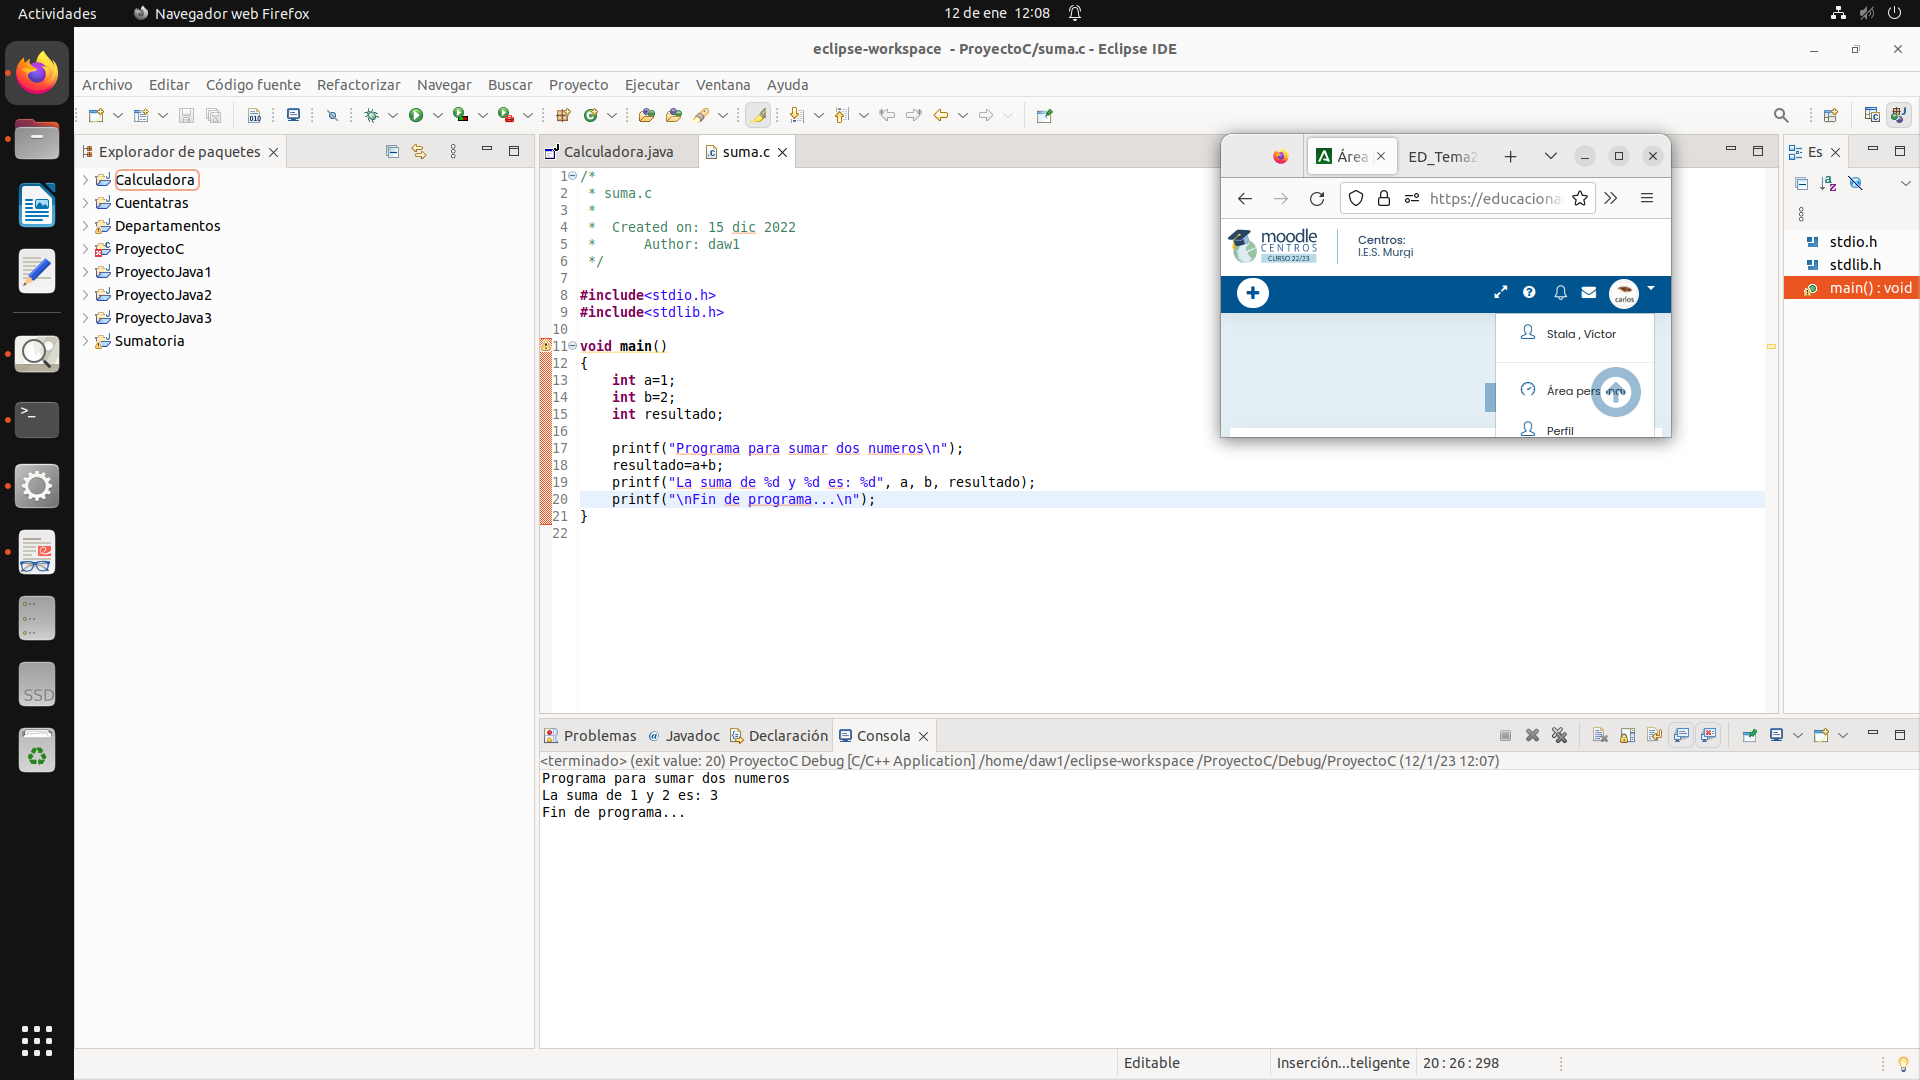 Actividades
Navegador web Firefox
12 de ene  12:08
eclipse-workspace - ProyectoC/suma.c - Eclipse IDE
Archivo
Editar
Código fuente
Refactorizar
Navegar
Buscar
Proyecto
Ejecutar
Ventana
Ayuda
Explorador de paquetes
Calculadora
Cuentatras
Departamentos
ProyectoC
ProyectoJava1
ProyectoJava2
ProyectoJava3
Sumatoria
Calculadora.java
suma.c
1 /*
2  * suma.c
3  *
4  *  Created on: 15 dic 2022
5  *      Author: daw1
6  */
7
8 #include<stdio.h>
9 #include<stdlib.h>
10
11 void main()
12 {
13     int a=1;
14     int b=2;
15     int resultado;
16
17     printf("Programa para sumar dos numeros\n");
18     resultado=a+b;
19     printf("La suma de %d y %d es: %d", a, b, resultado);
20     printf("\nFin de programa...\n");
21 }
22
Área
ED_Tema2
https://educaciona
moodle
CENTROS
CURSO 22/23
Centros:
I.E.S. Murgi
carlos
Stala , Víctor
Área pers
Perfil
Es
stdio.h
stdlib.h
main() : void
Problemas
Javadoc
Declaración
Consola
<terminado> (exit value: 20) ProyectoC Debug [C/C++ Application] /home/daw1/eclipse-workspace /ProyectoC/Debug/ProyectoC (12/1/23 12:07)
Programa para sumar dos numeros
La suma de 1 y 2 es: 3
Fin de programa...
SSD
Editable
Inserción...teligente
20 : 26 : 298